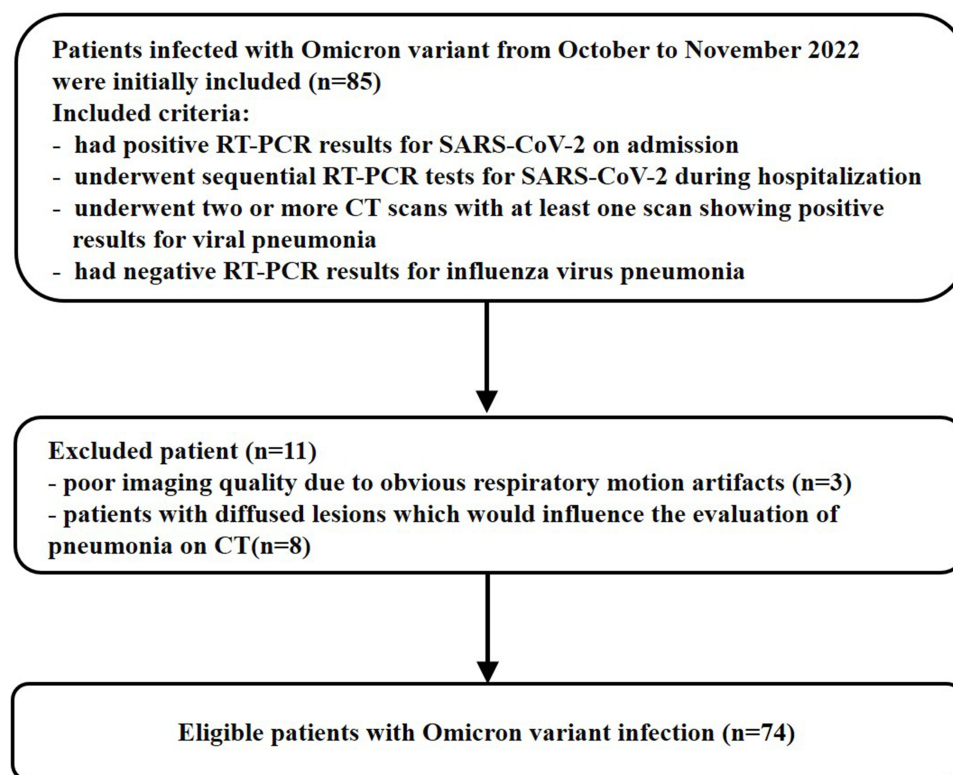 Patients infected with Omicron variant from October to November 2022
were initially included (n=85)
Included criteria:
- had positive RT-PCR results for SARS-CoV-2 on admission
- underwent sequential RT-PCR tests for SARS-CoV-2 during hospitalization
- underwent two or more CT scans with at least one scan showing positive
results for viral pneumonia
- had negative RT-PCR results for influenza virus pneumonia
Excluded patient (n=11)
- poor imaging quality due to obvious respiratory motion artifacts (n=3)
- patients with diffused lesions which would influence the evaluation of
pneumonia on CT(n=8)
Eligible patients with Omicron variant infection (n=74)